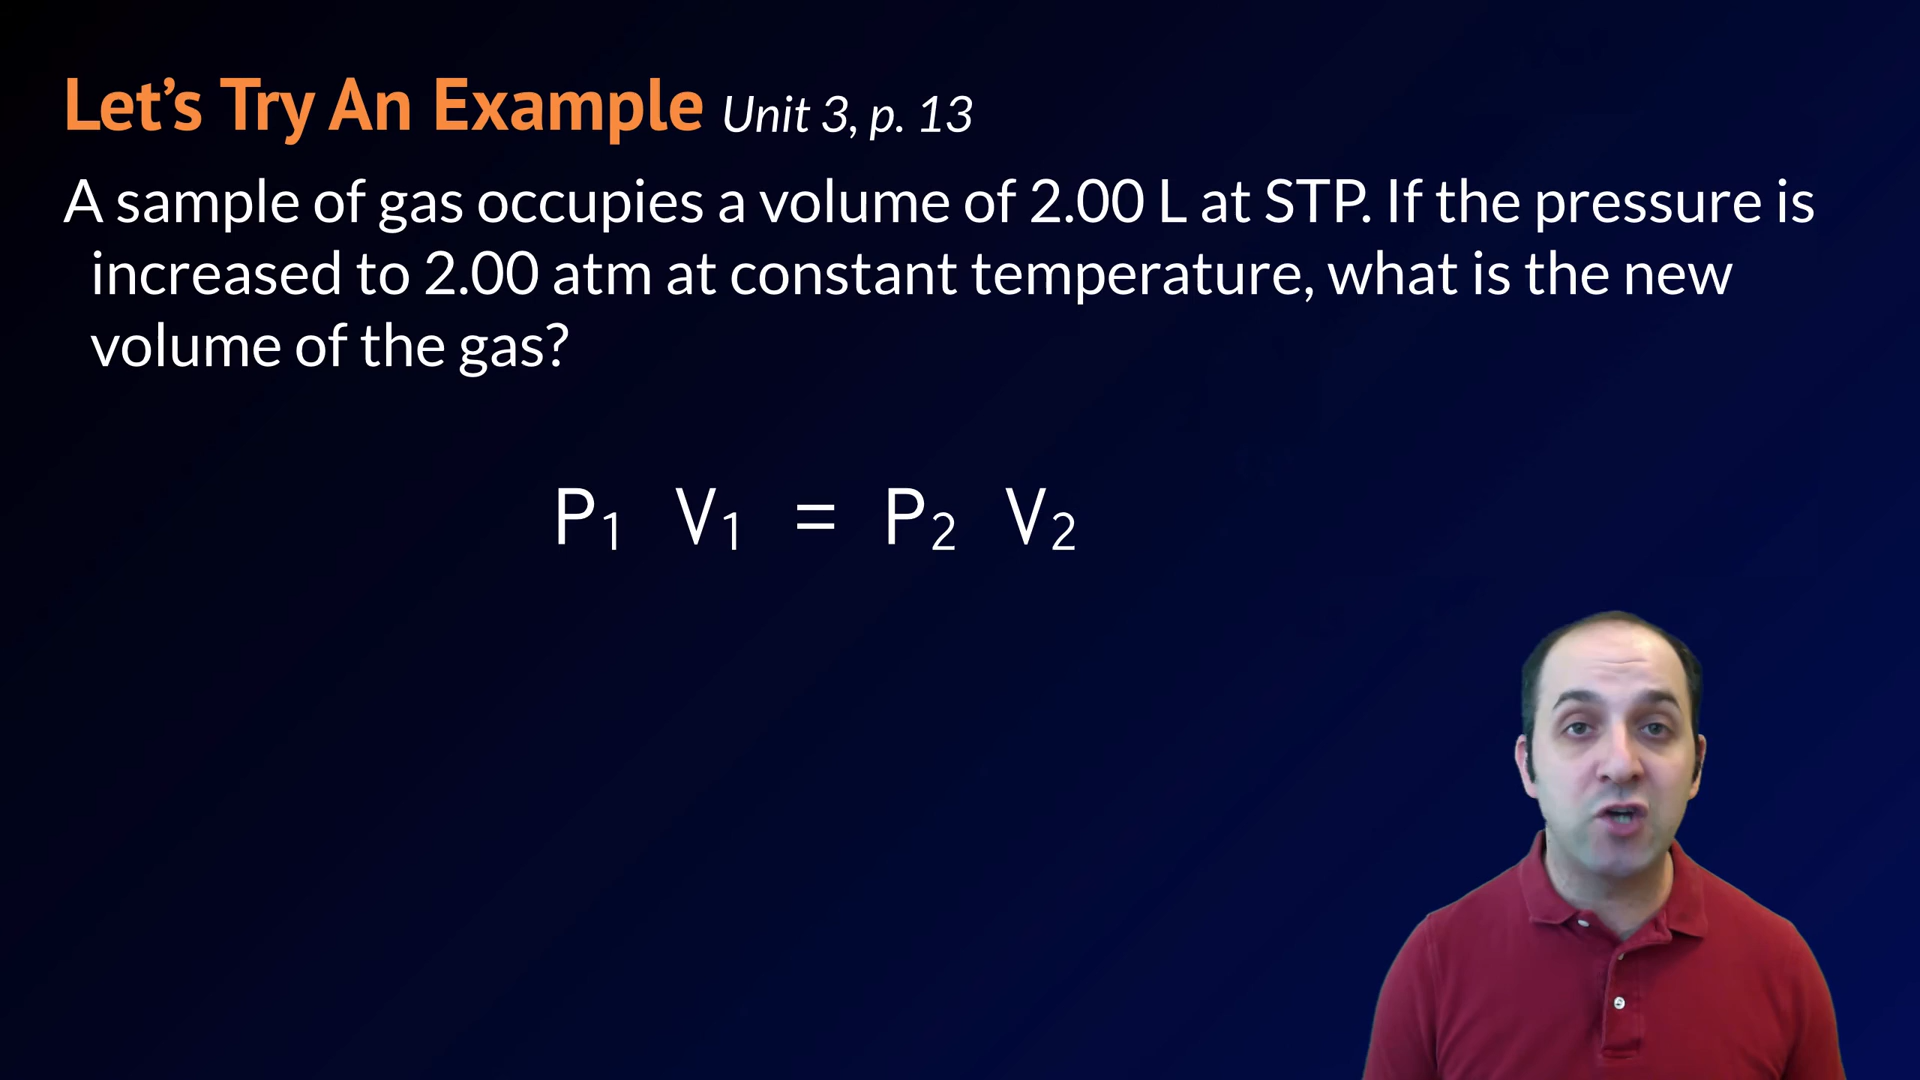 Let’s Try An Example Unit 3, p. 13
A sample of gas occupies a volume of 2.00 L at STP. If the pressure is
increased to 2.00 atm at constant temperature, what is the new
volume of the gas?
P₁ V₁ = P₂ V₂